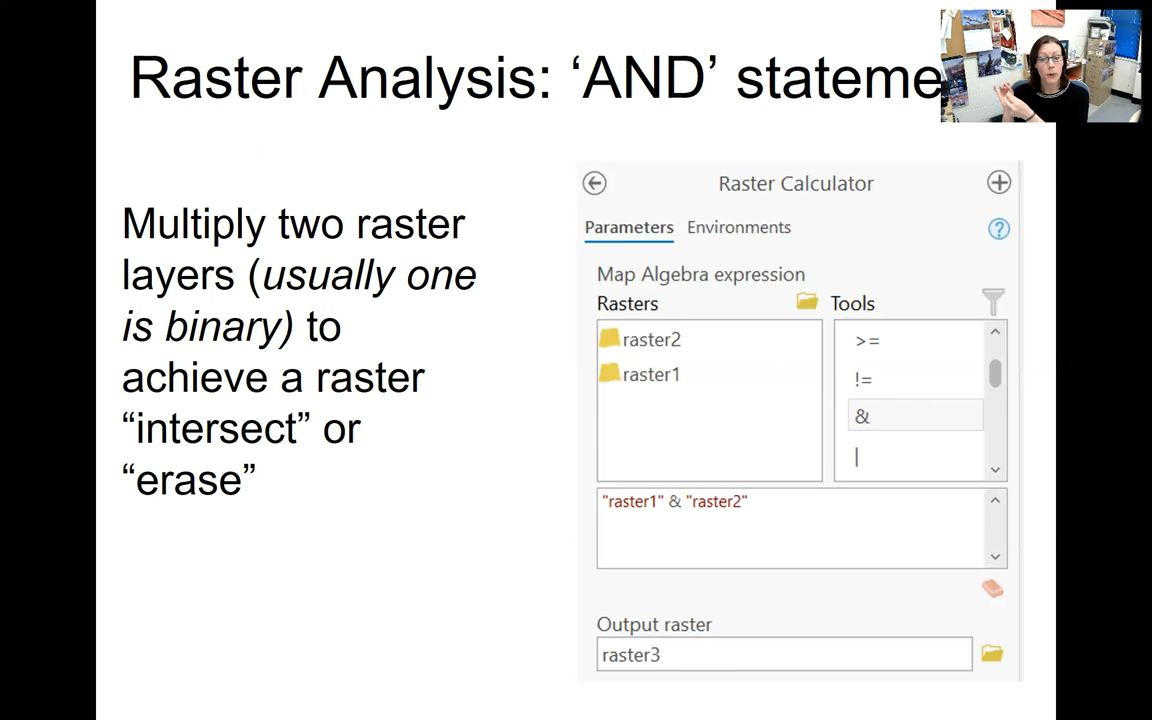 Raster Analysis: ‘AND’ stateme
Multiply two raster
layers (usually one
is binary) to
achieve a raster
“intersect” or
“erase”
Raster Calculator
Parameters Environments
?
Map Algebra expression
Rasters
Tools
raster2
raster1
>=
!=
&
|
"raster1" & "raster2"
Output raster
raster3